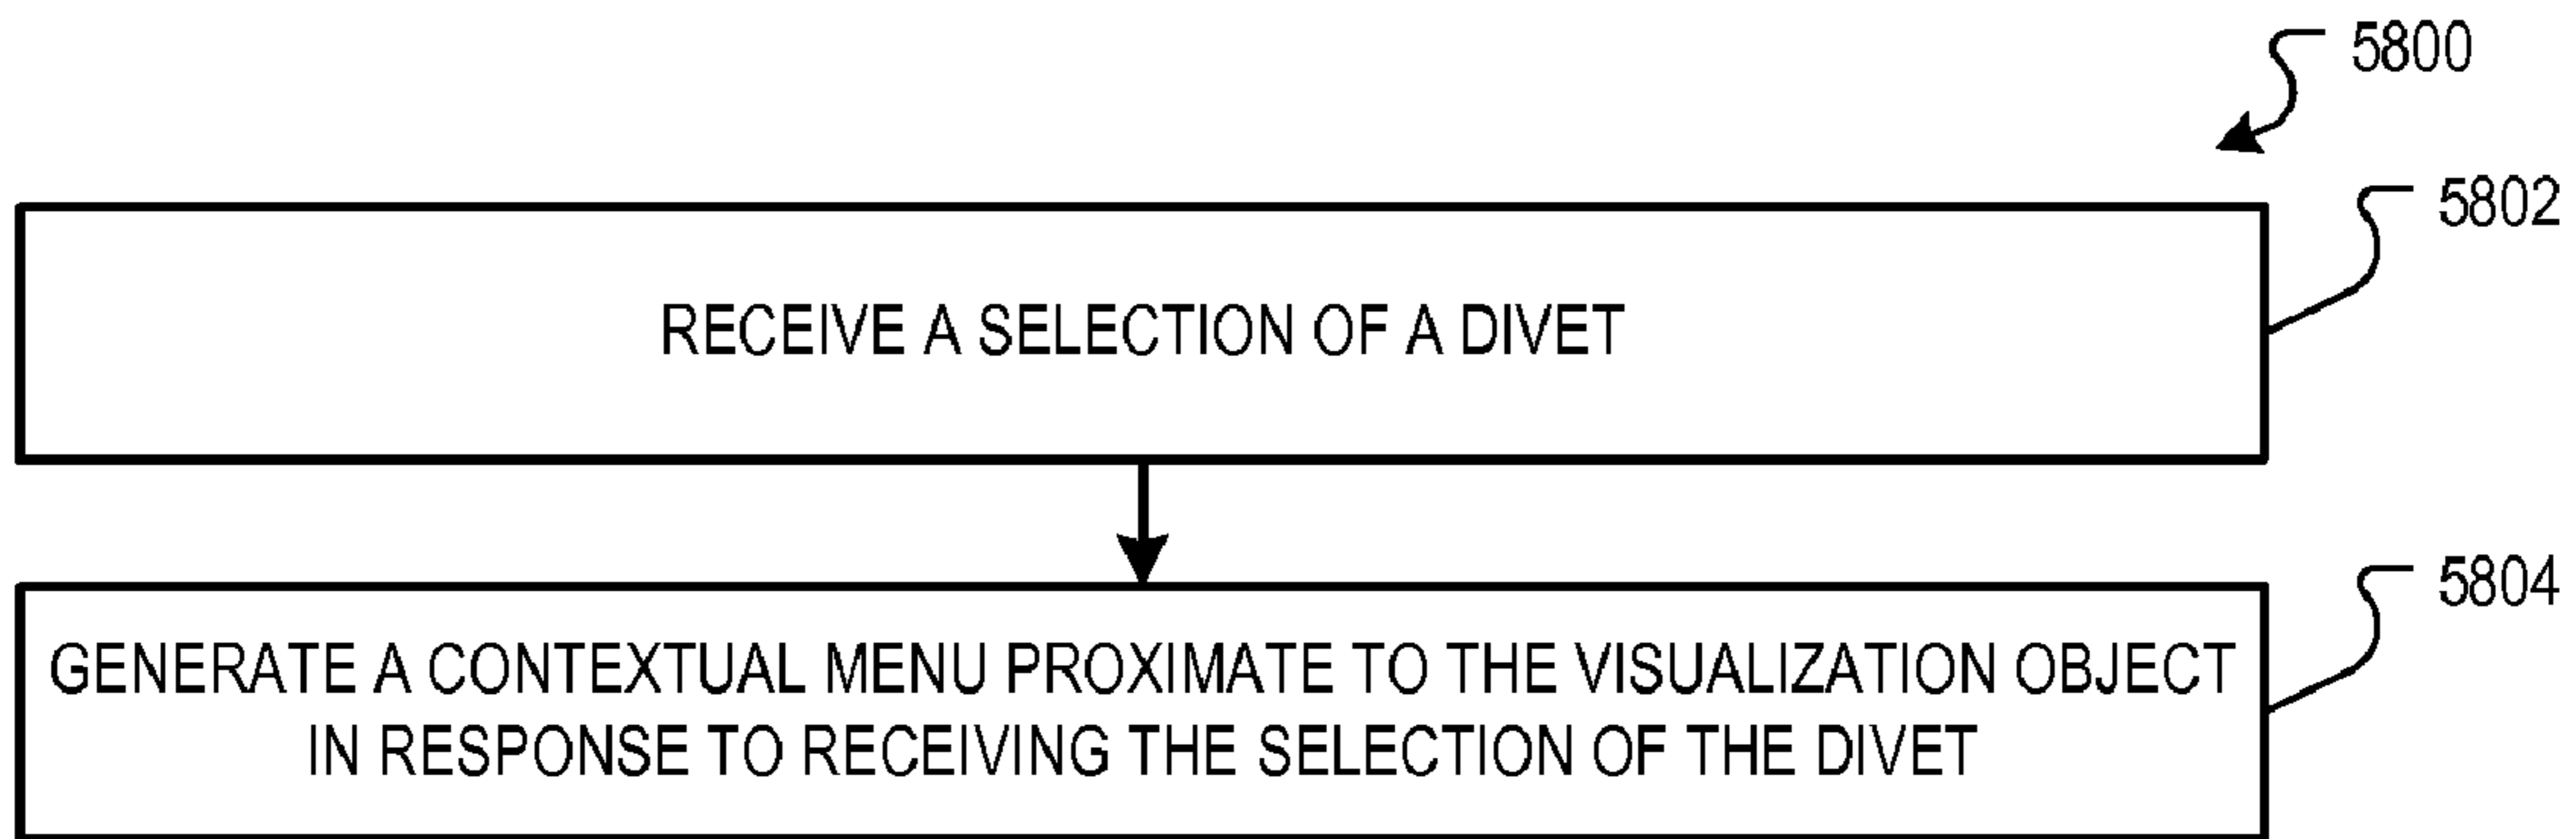 5800
5802
RECEIVE A SELECTION OF A DIVET
5804
GENERATE A CONTEXTUAL MENU PROXIMATE TO THE VISUALIZATION OBJECT
IN RESPONSE TO RECEIVING THE SELECTION OF THE DIVET